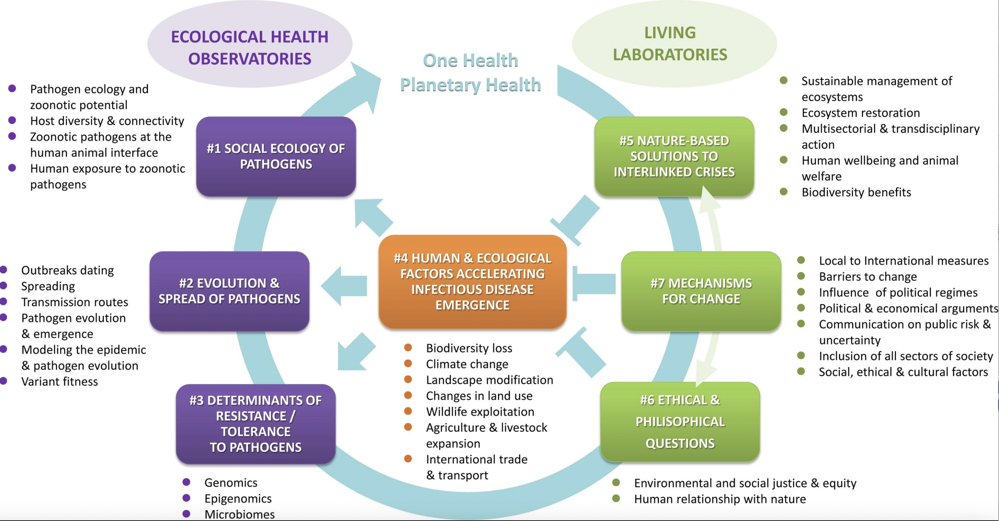 ECOLOGICAL HEALTH
OBSERVATORIES
One Health
Planetary Health
LIVING
LABORATORIES
Pathogen ecology and
zoonotic potential
Host diversity & connectivity
Zoonotic pathogens at the
human animal interface
Human exposure to zoonotic
pathogens
#1 SOCIAL ECOLOGY OF
PATHOGENS
#5 NATURE-BASED
SOLUTIONS TO
INTERLINKED CRISES
Sustainable management of
ecosystems
Ecosystem restoration
Multisectorial & transdisciplinary
action
Human wellbeing and animal
welfare
Biodiversity benefits
Outbreaks dating
Spreading
Transmission routes
Pathogen evolution
& emergence
Modeling the epidemic
& pathogen evolution
Variant fitness
#2 EVOLUTION &
SPREAD OF PATHOGENS
#4 HUMAN & ECOLOGICAL
FACTORS ACCELERATING
INFECTIOUS DISEASE
EMERGENCE
#7 MECHANISMS
FOR CHANGE
Local to International measures
Barriers to change
Influence  of political regimes
Political & economical arguments
Communication on public risk &
uncertainty
Inclusion of all sectors of society
Social, ethical & cultural factors
#3 DETERMINANTS OF
RESISTANCE /
TOLERANCE
TO PATHOGENS
Biodiversity loss
Climate change
Landscape modification
Changes in land use
Wildlife exploitation
Agriculture & livestock
expansion
International trade
& transport
#6 ETHICAL &
PHILISOPHICAL
QUESTIONS
Genomics
Epigenomics
Microbiomes
Environmental and social justice & equity
Human relationship with nature